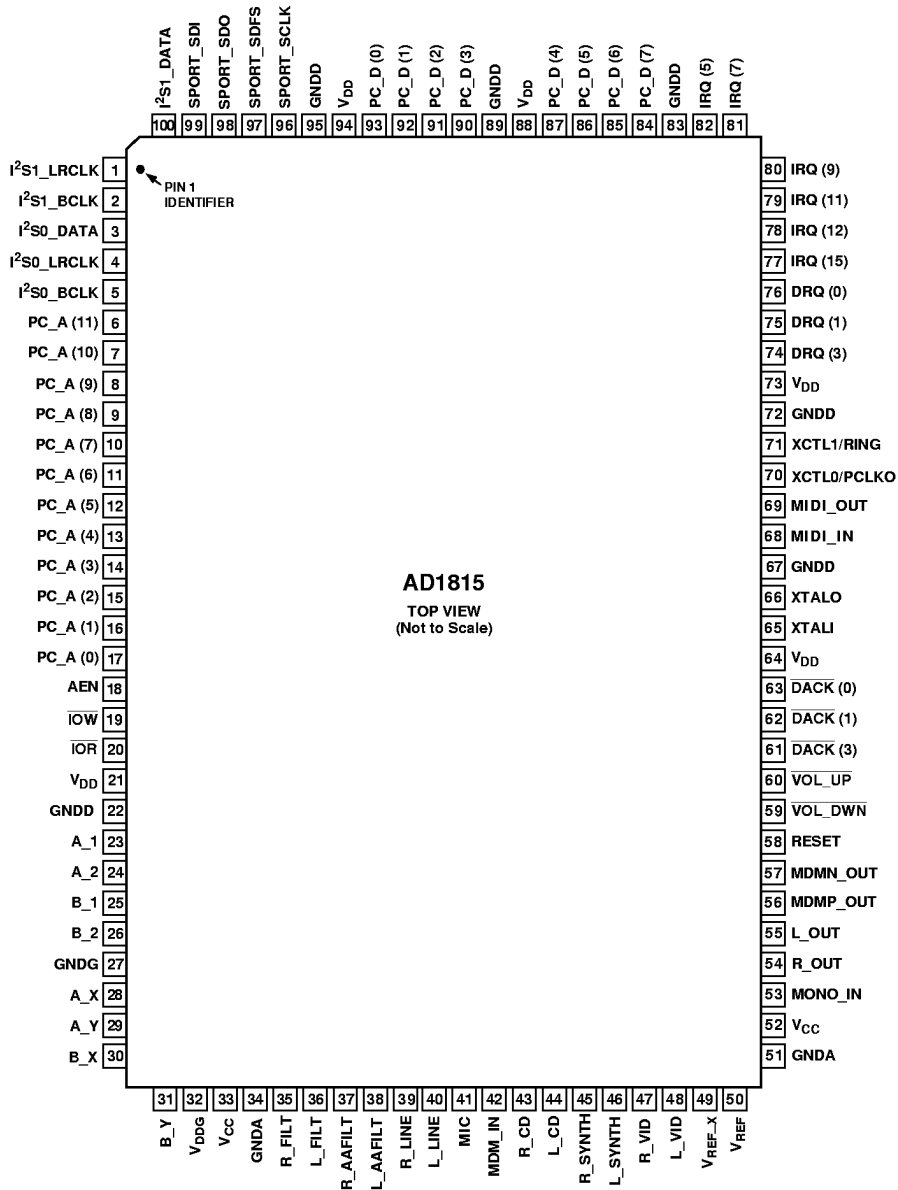 I²S1_DATA
SPORT_SDI
SPORT_SDO
SPORT_SDFS
SPORT_SCLK
GNDD
VDD
PC_D (0)
PC_D (1)
PC_D (2)
PC_D (3)
GNDD
VDD
PC_D (4)
PC_D (5)
PC_D (6)
PC_D (7)
GNDD
IRQ (5)
IRQ (7)
100 99 98 97 96 95 94 93 92 91 90 89 88 87 86 85 84 83 82 81
I²S1_LRCLK 1
I²S1_BCLK 2
I²S0_DATA 3
I²S0_LRCLK 4
I²S0_BCLK 5
PC_A (11) 6
PC_A (10) 7
PC_A (9) 8
PC_A (8) 9
PC_A (7) 10
PC_A (6) 11
PC_A (5) 12
PC_A (4) 13
PC_A (3) 14
PC_A (2) 15
PC_A (1) 16
PC_A (0) 17
AEN 18
IOW 19
IOR 20
VDD 21
GNDD 22
A_1 23
A_2 24
B_1 25
B_2 26
GNDG 27
A_X 28
A_Y 29
B_X 30
PIN 1
IDENTIFIER
AD1815
TOP VIEW
(Not to Scale)
80 IRQ (9)
79 IRQ (11)
78 IRQ (12)
77 IRQ (15)
76 DRQ (0)
75 DRQ (1)
74 DRQ (3)
73 VDD
72 GNDD
71 XCTL1/RING
70 XCTL0/PCLKO
69 MIDI_OUT
68 MIDI_IN
67 GNDD
66 XTALO
65 XTALI
64 VDD
63 DACK (0)
62 DACK (1)
61 DACK (3)
60 VOL_UP
59 VOL_DWN
58 RESET
57 MDMN_OUT
56 MDMP_OUT
55 L_OUT
54 R_OUT
53 MONO_IN
52 VCC
51 GNDA
31 32 33 34 35 36 37 38 39 40 41 42 43 44 45 46 47 48 49 50
B_Y
VDDG
VCC
GNDA
R_FILT
L_FILT
R_AAFILT
L_AAFILT
R_LINE
L_LINE
MIC
MDM_IN
R_CD
L_CD
R_SYNTH
L_SYNTH
R_VID
L_VID
VREF_X
VREF